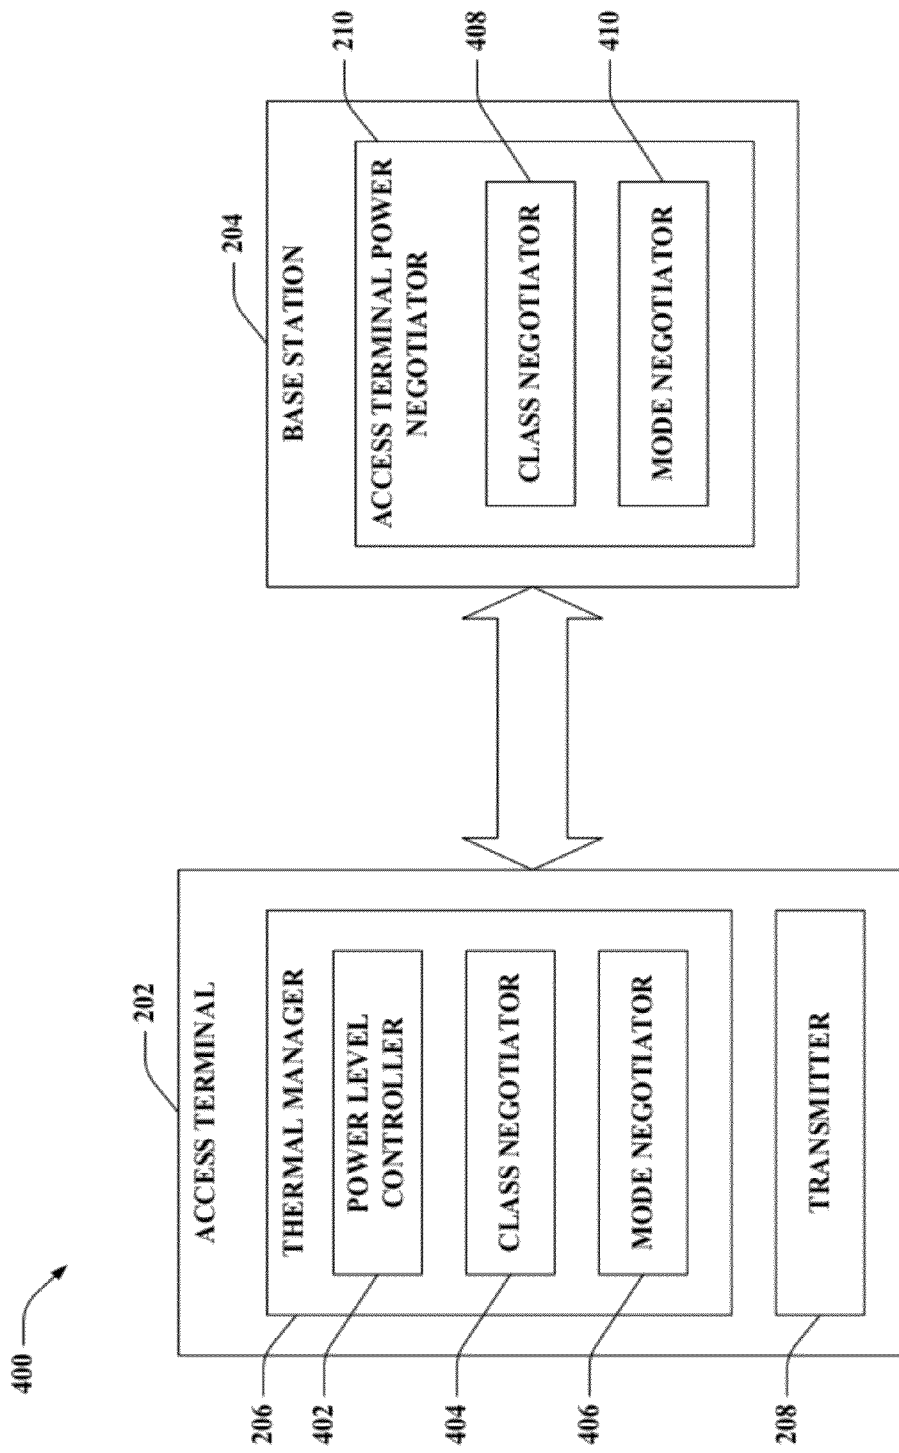 400
202
ACCESS TERMINAL
206
THERMAL MANAGER
402
POWER LEVEL
CONTROLLER
404
CLASS NEGOTIATOR
406
MODE NEGOTIATOR
208
TRANSMITTER
204
BASE STATION
210
ACCESS TERMINAL POWER
NEGOTIATOR
408
CLASS NEGOTIATOR
410
MODE NEGOTIATOR